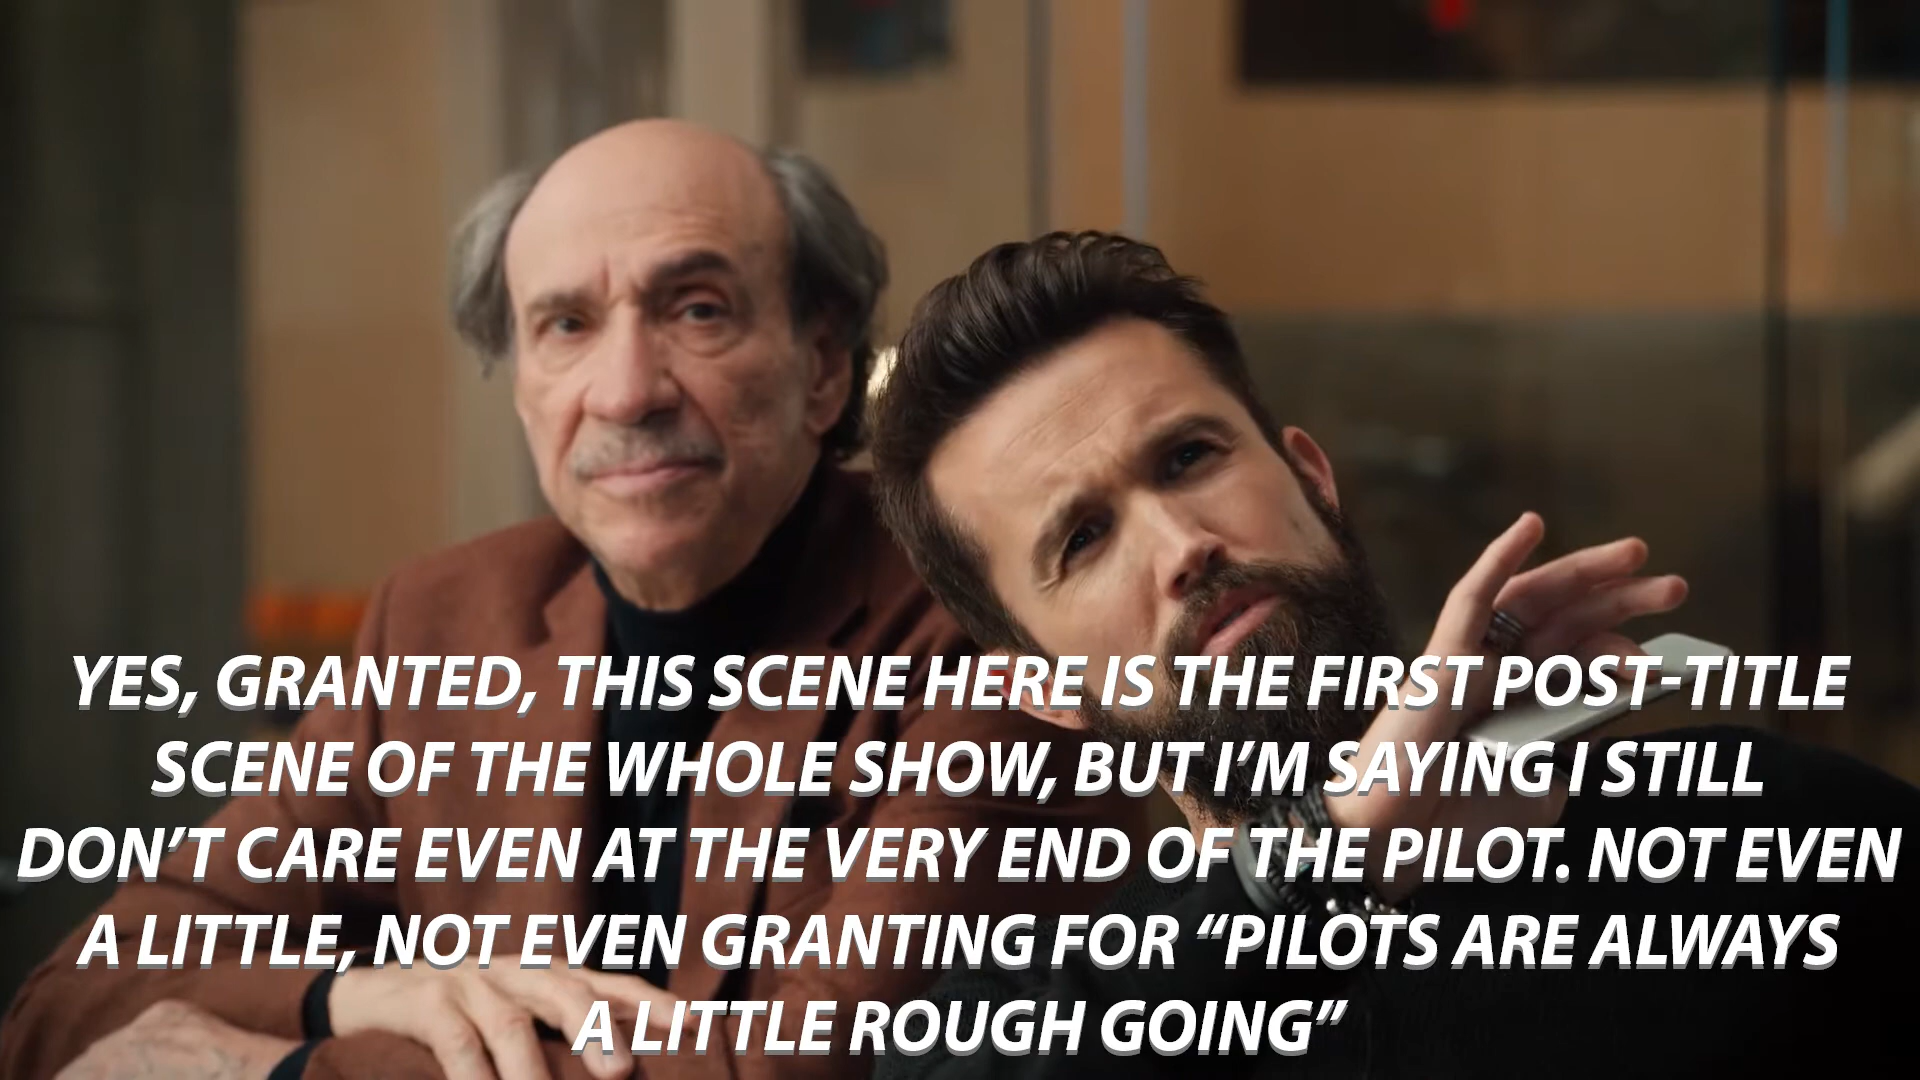 YES, GRANTED, THIS SCENE HERE IS THE FIRST POST-TITLE
SCENE OF THE WHOLE SHOW, BUT I’M SAYING I STILL
DON’T CARE EVEN AT THE VERY END OF THE PILOT. NOT EVEN
A LITTLE, NOT EVEN GRANTING FOR “PILOTS ARE ALWAYS
A LITTLE ROUGH GOING”